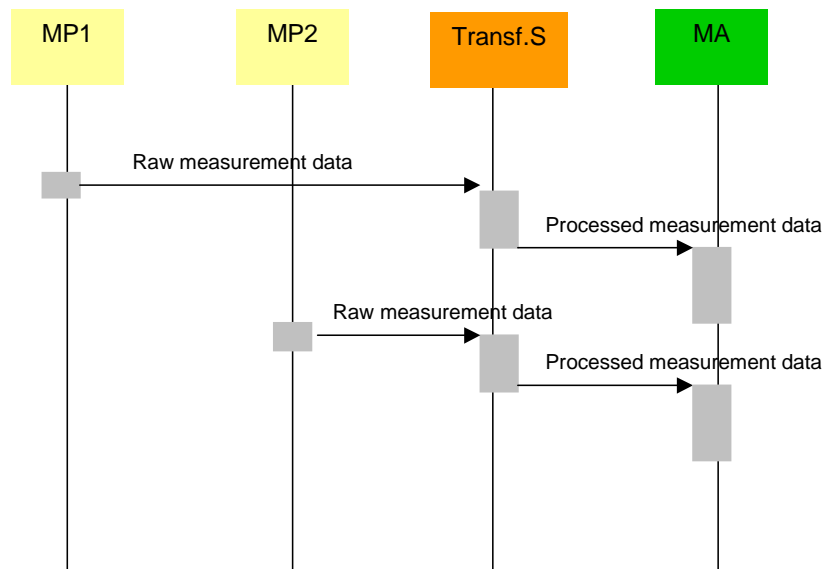 MP1
MP2
Transf.S
MA
Raw measurement data
Processed measurement data
Raw measurement data
Processed measurement data